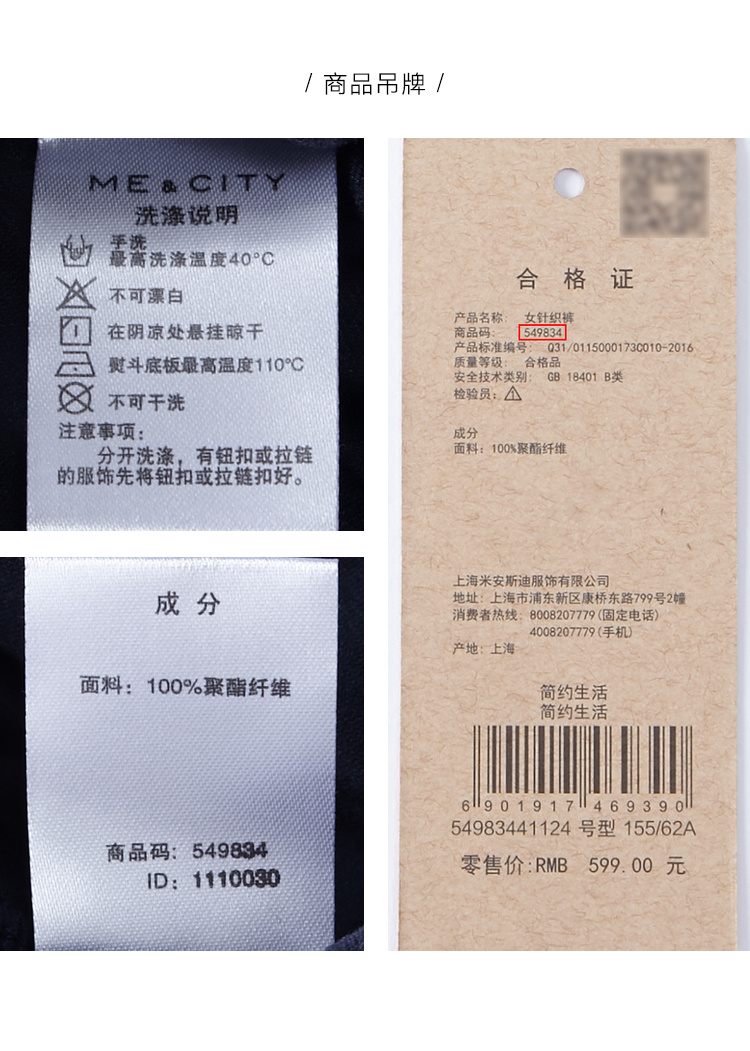 / 商品吊牌 /
ME & CITY
洗涤说明
手洗
最高洗涤温度40°C
不可漂白
在阴凉处悬挂晾干
熨斗底板最高温度110°C
不可干洗
注意事项:
分开洗涤,有钮扣或拉链
的服饰先将钮扣或拉链扣好。
成 分
面料: 100%聚酯纤维
商品码: 549834
ID: 1110030
合 格 证
产品名称: 女针织裤
商品码: 549834
产品标准编号: Q31/0115000173C010-2016
质量等级: 合格品
安全技术类别: GB 18401 B类
检验员: 1
成分
面料: 100%聚酯纤维
上海米安斯迪服饰有限公司
地址: 上海市浦东新区康桥东路799号2幢
消费者热线: 8008207779(固定电话)
4008207779(手机)
产地: 上海
简约生活
简约生活
6 901917 469390
54983441124 号型 155/62A
零售价:RMB 599.00 元